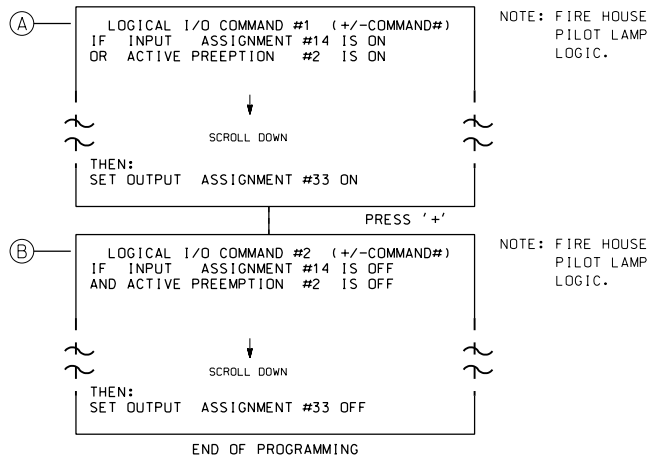 A
LOGICAL I/O COMMAND #1 (+/-COMMAND#)
IF INPUT ASSIGNMENT #14 IS ON
OR ACTIVE PREEPTION #2 IS ON
SCROLL DOWN
THEN:
SET OUTPUT ASSIGNMENT #33 ON
NOTE: FIRE HOUSE
PILOT LAMP
LOGIC.
PRESS '+'
B
LOGICAL I/O COMMAND #2 (+/-COMMAND#)
IF INPUT ASSIGNMENT #14 IS OFF
AND ACTIVE PREEMPTION #2 IS OFF
SCROLL DOWN
THEN:
SET OUTPUT ASSIGNMENT #33 OFF
NOTE: FIRE HOUSE
PILOT LAMP
LOGIC.
END OF PROGRAMMING